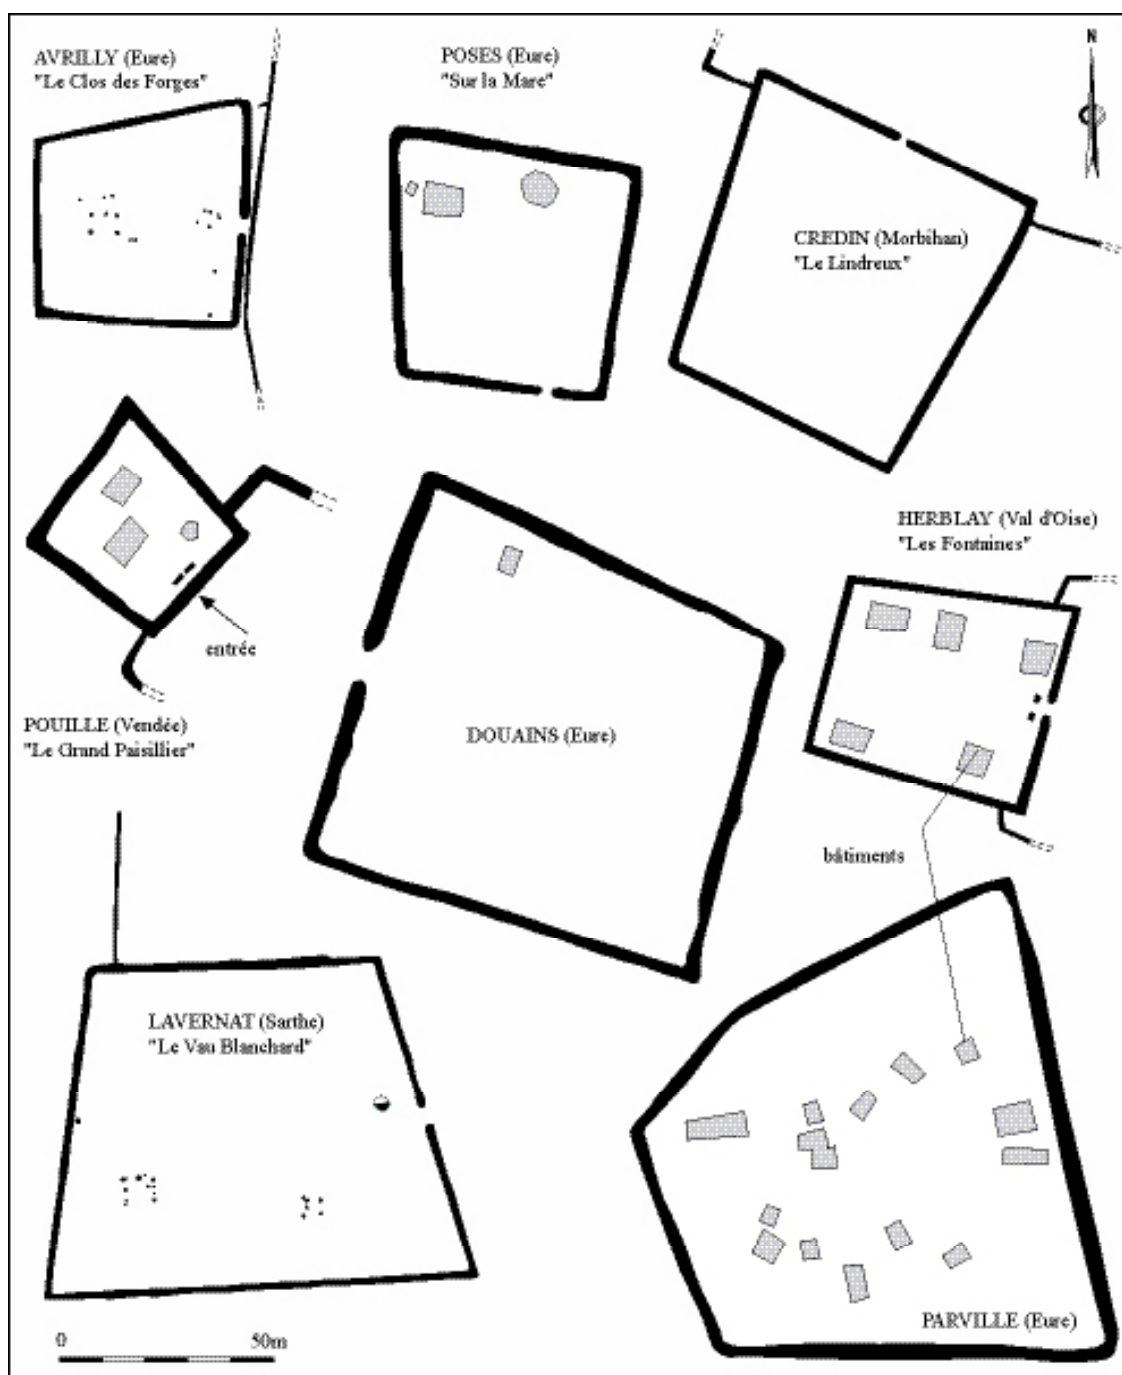 AVRILLY (Eure)
"Le Clos des Forges"
POSES (Eure)
"Sur la Mare"
N
CREDIN (Morbihan)
"Le Lindreux"
HERBLAY (Val d'Oise)
"Les Fontaines"
entrée
POUILLE (Vendée)
"Le Grand Paisillier"
DOUAINS (Eure)
bâtiments
LAVERNAT (Sarthe)
"Le Vau Blanchard"
PARVILLE (Eure)
0 50m